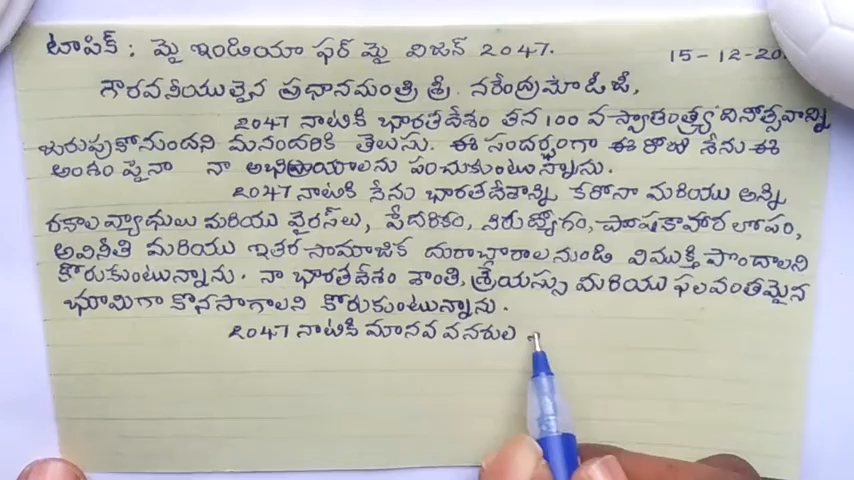 టాపిక్ : మై ఇండియా ఫర్ మై విజన్ 2047. 15-12-20
గౌరవనీయులైన ప్రధానమంత్రి శ్రీ. నరేంద్రమోడీజీ,
2047 నాటికి భారతదేశం తన 100 వ స్వాతంత్ర్య దినోత్సవాన్ని
జరుపుకోనుందని మనందరికి తెలుసు. ఈ సందర్భంగా ఈ రోజు నేను ఈ
అంశం పైనా నా అభిప్రాయాలను పంచుకుంటున్నాను.
2047 నాటికి నేను భారతదేశాన్ని కరోనా మరియు అన్ని
రకాల వ్యాధులు మరియు వైరస్‌లు, పేదరికం, నిరుద్యోగం, పోషకాహార లోపం,
అవినీతి మరియు ఇతర సామాజిక దురాచారాలనుండి విముక్తి పొందాలని
కోరుకుంటున్నాను. నా భారతదేశం శాంతి, శ్రేయస్సు మరియు ఫలవంతమైన
భూమిగా కొనసాగాలని కోరుకుంటున్నాను.
2047 నాటికి మానవ వనరుల